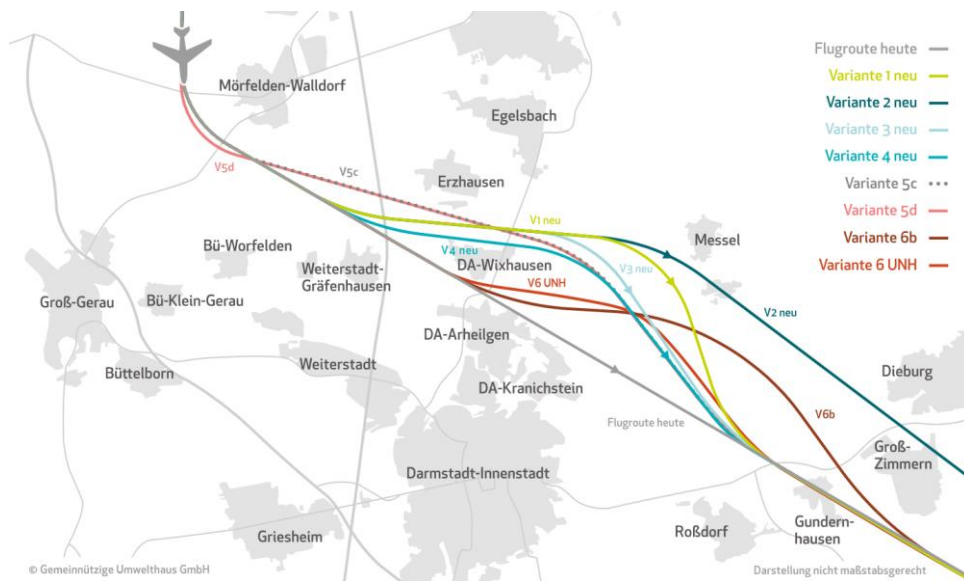 Flugroute heute
Variante 1 neu
Variante 2 neu
Variante 3 neu
Variante 4 neu
Variante 5c
Variante 5d
Variante 6b
Variante 6 UNH
Mörfelden-Walldorf
Egelsbach
V5d
V5c
Erzhausen
V1 neu
Messel
Bü-Worfelden
V4 neu
DA-Wixhausen
V3 neu
Weiterstadt-
Gräfenhausen
V6 UNH
Groß-Gerau
Bü-Klein-Gerau
V2 neu
DA-Arheilgen
Weiterstadt
Büttelborn
Dieburg
DA-Kranichstein
V6b
Flugroute heute
Groß-
Zimmern
Darmstadt-Innenstadt
Gundern-
hausen
Roßdorf
Griesheim
© Gemeinnützige Umwelthaus GmbH
Darstellung nicht maßstabsgerecht